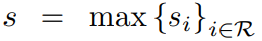 s = max {s_i}_{i∈ℛ}